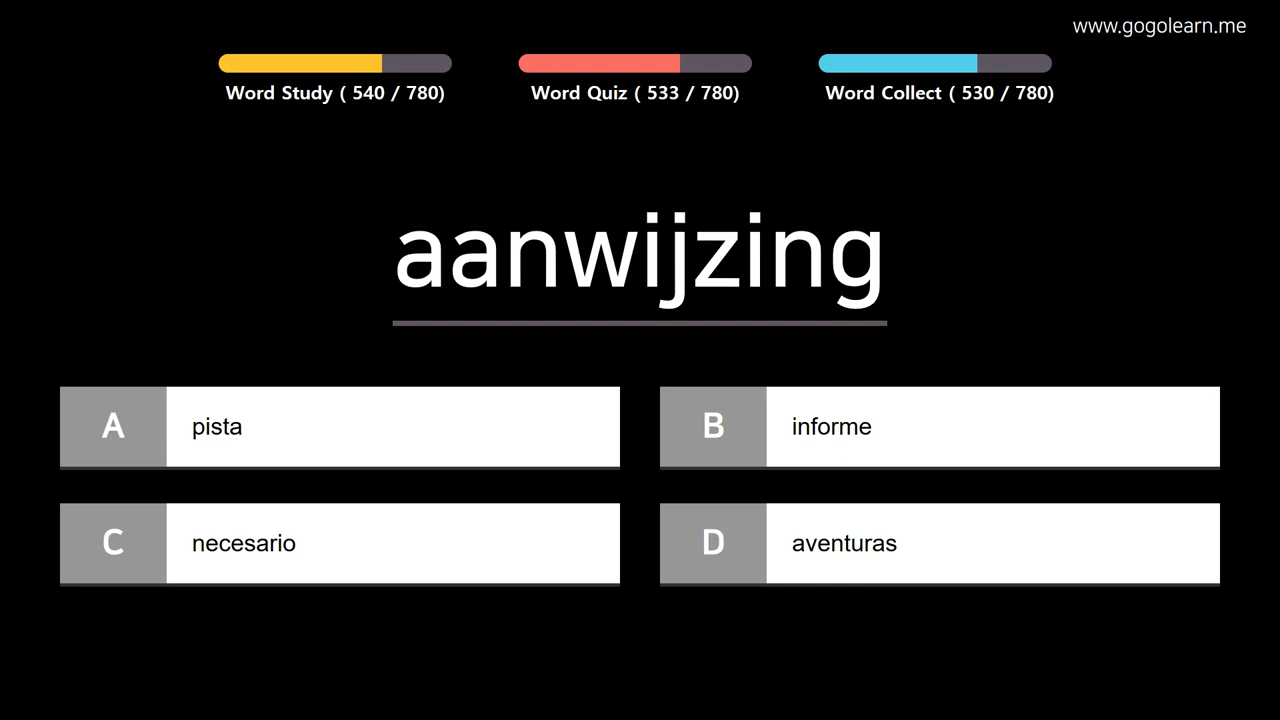 www.gogolearn.me
Word Study ( 540 / 780)
Word Quiz ( 533 / 780)
Word Collect ( 530 / 780)
aanwijzing
A pista
B informe
C necesario
D aventuras